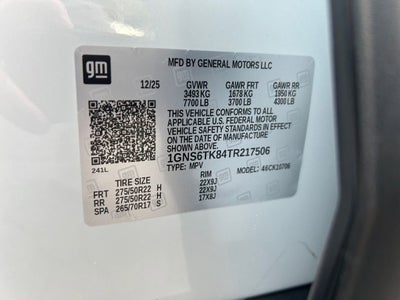 gm
MFD BY GENERAL MOTORS LLC
12/25 GVWR GAWR FRT GAWR RR
3493 KG 1678 KG 1950 KG
7700 LB 3700 LB 4300 LB
THIS VEHICLE CONFORMS TO ALL
APPLICABLE U.S. FEDERAL MOTOR
VEHICLE SAFETY STANDARDS IN EFFECT
ON THE DATE OF MANUFACTURE
SHOWN ABOVE.
1GNS6TK84TR217506
241L TYPE: MPV MODEL: 46CK10706
TIRE SIZE RIM
FRT 275/50R22 H 22X9J
RR 275/50R22 H 22X9J
SPA 265/70R17 S 17X8J